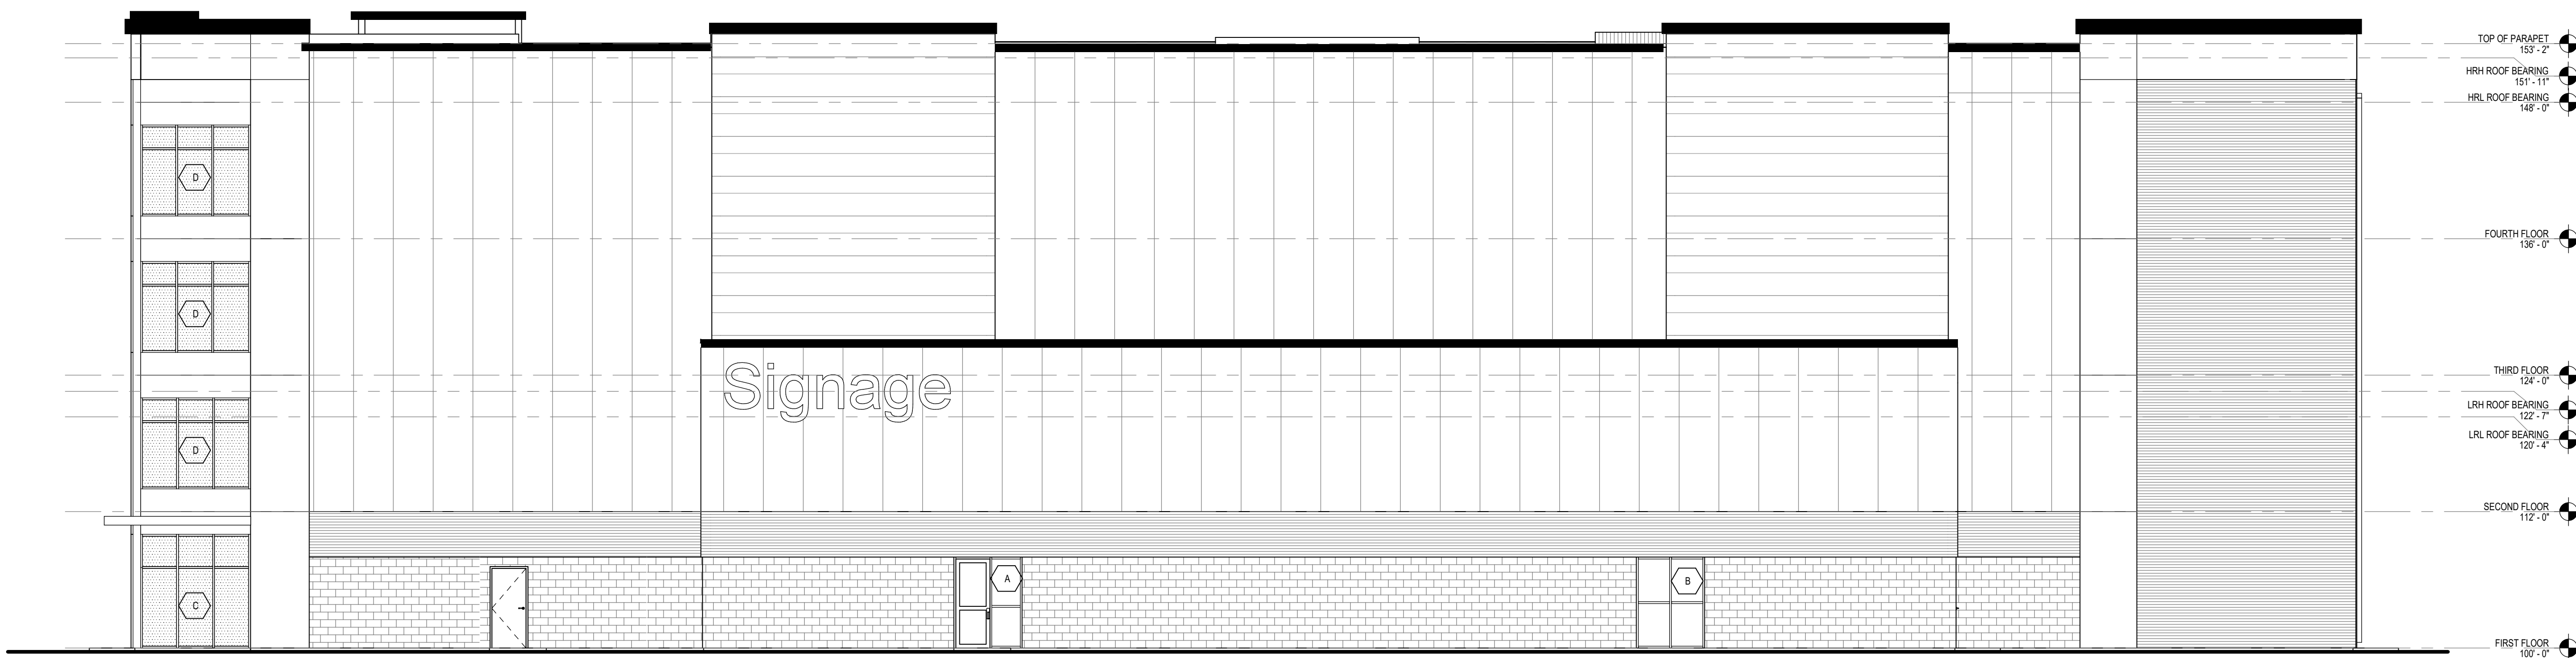 TOP OF PARAPET
153' - 2"
HRH ROOF BEARING
151' - 11"
HRL ROOF BEARING
148' - 0"
D
FOURTH FLOOR
136' - 0"
D
Signage
THIRD FLOOR
124' - 0"
LRH ROOF BEARING
122' - 7"
LRL ROOF BEARING
120' - 4"
D
SECOND FLOOR
112' - 0"
A
B
C
FIRST FLOOR
100' - 0"